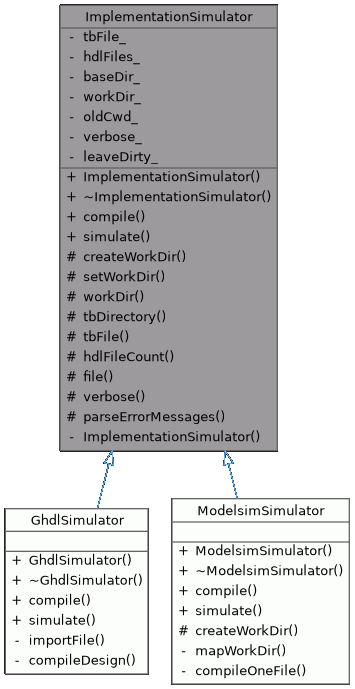 ImplementationSimulator
- tbFile_
- hdlFiles_
- baseDir_
- workDir_
- oldCwd_
- verbose_
- leaveDirty_
+ ImplementationSimulator()
+ ~ImplementationSimulator()
+ compile()
+ simulate()
# createWorkDir()
# setWorkDir()
# workDir()
# tbDirectory()
# tbFile()
# hdlFileCount()
# file()
# verbose()
# parseErrorMessages()
- ImplementationSimulator()
GhdlSimulator
+ GhdlSimulator()
+ ~GhdlSimulator()
+ compile()
+ simulate()
- importFile()
- compileDesign()
ModelsimSimulator
+ ModelsimSimulator()
+ ~ModelsimSimulator()
+ compile()
+ simulate()
# createWorkDir()
- mapWorkDir()
- compileOneFile()